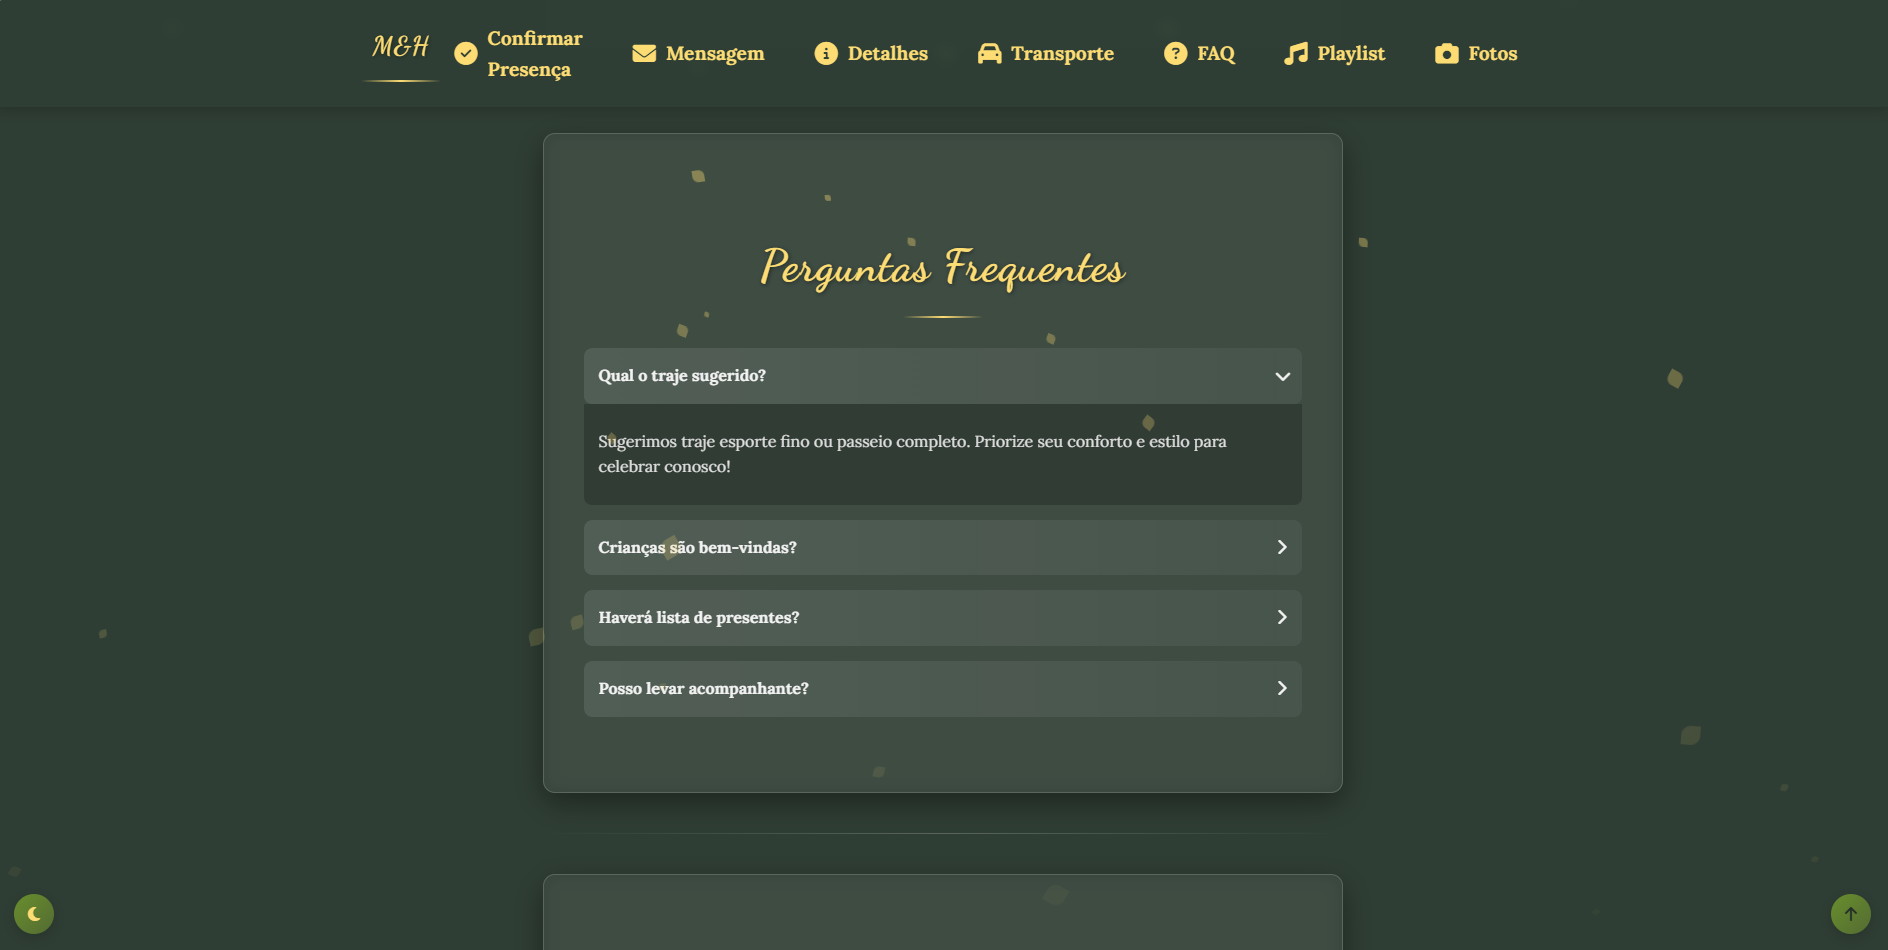 M&H
Confirmar
Presença
Mensagem
Detalhes
Transporte
FAQ
Playlist
Fotos
Perguntas Frequentes
Qual o traje sugerido?
Sugerimos traje esporte fino ou passeio completo. Priorize seu conforto e estilo para
celebrar conosco!
Crianças são bem-vindas?
Haverá lista de presentes?
Posso levar acompanhante?